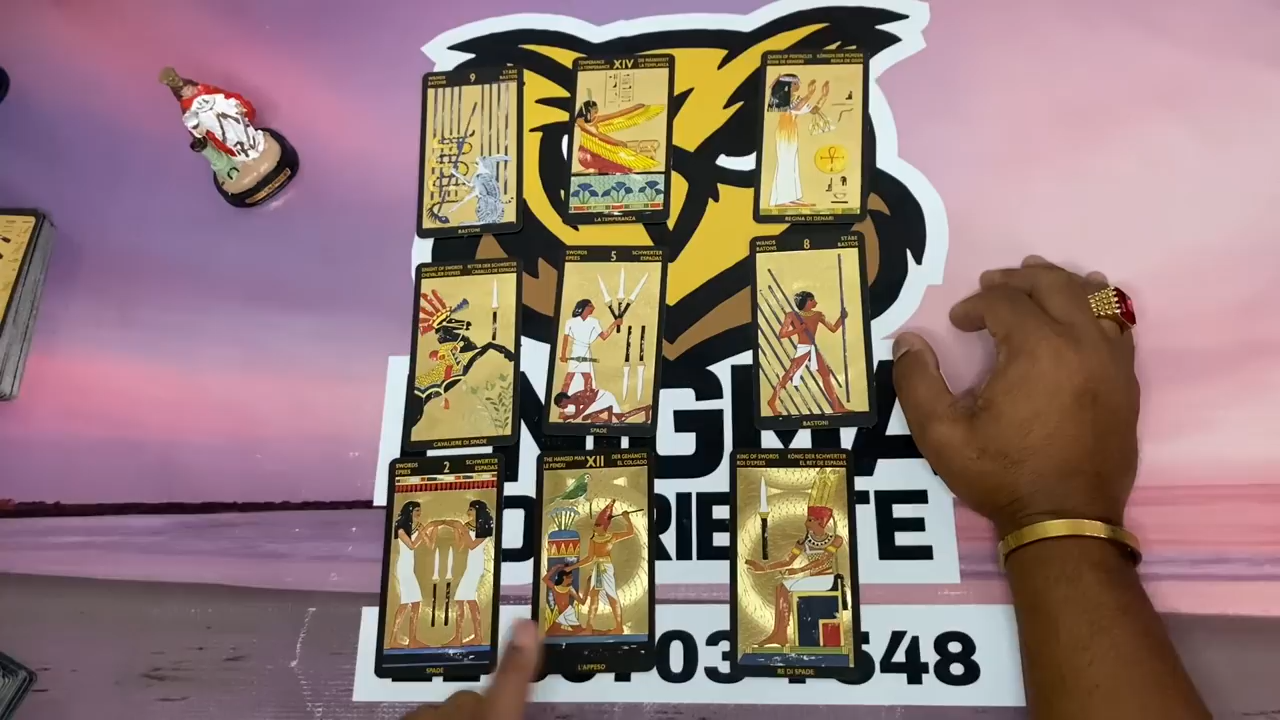 WANDS 9 STÄBE
BATONS BASTOS
BASTONI
TEMPERANCE XIV DIE MÄSSIGKEIT
LA TEMPERANCE LA TEMPLANZA
LA TEMPERANZA
QUEEN OF PENTACLES KÖNIGIN DER MÜNZEN
REINE DE DENIERS REINA DE OROS
REGINA DI DENARI
KNIGHT OF SWORDS RITTER DER SCHWERTER
CHEVALIER D'EPEES CABALLO DE ESPADAS
CAVALIERE DI SPADE
SWORDS 5 SCHWERTER
EPEES ESPADAS
SPADE
WANDS 8 STÄBE
BATONS BASTOS
BASTONI
SWORDS 2 SCHWERTER
EPEES ESPADAS
SPADE
THE HANGED MAN XII DER GEHÄNGTE
LE PENDU EL COLGADO
L'APPESO
KING OF SWORDS KÖNIG DER SCHWERTER
ROI D'EPEES EL REY DE ESPADAS
RE DI SPADE